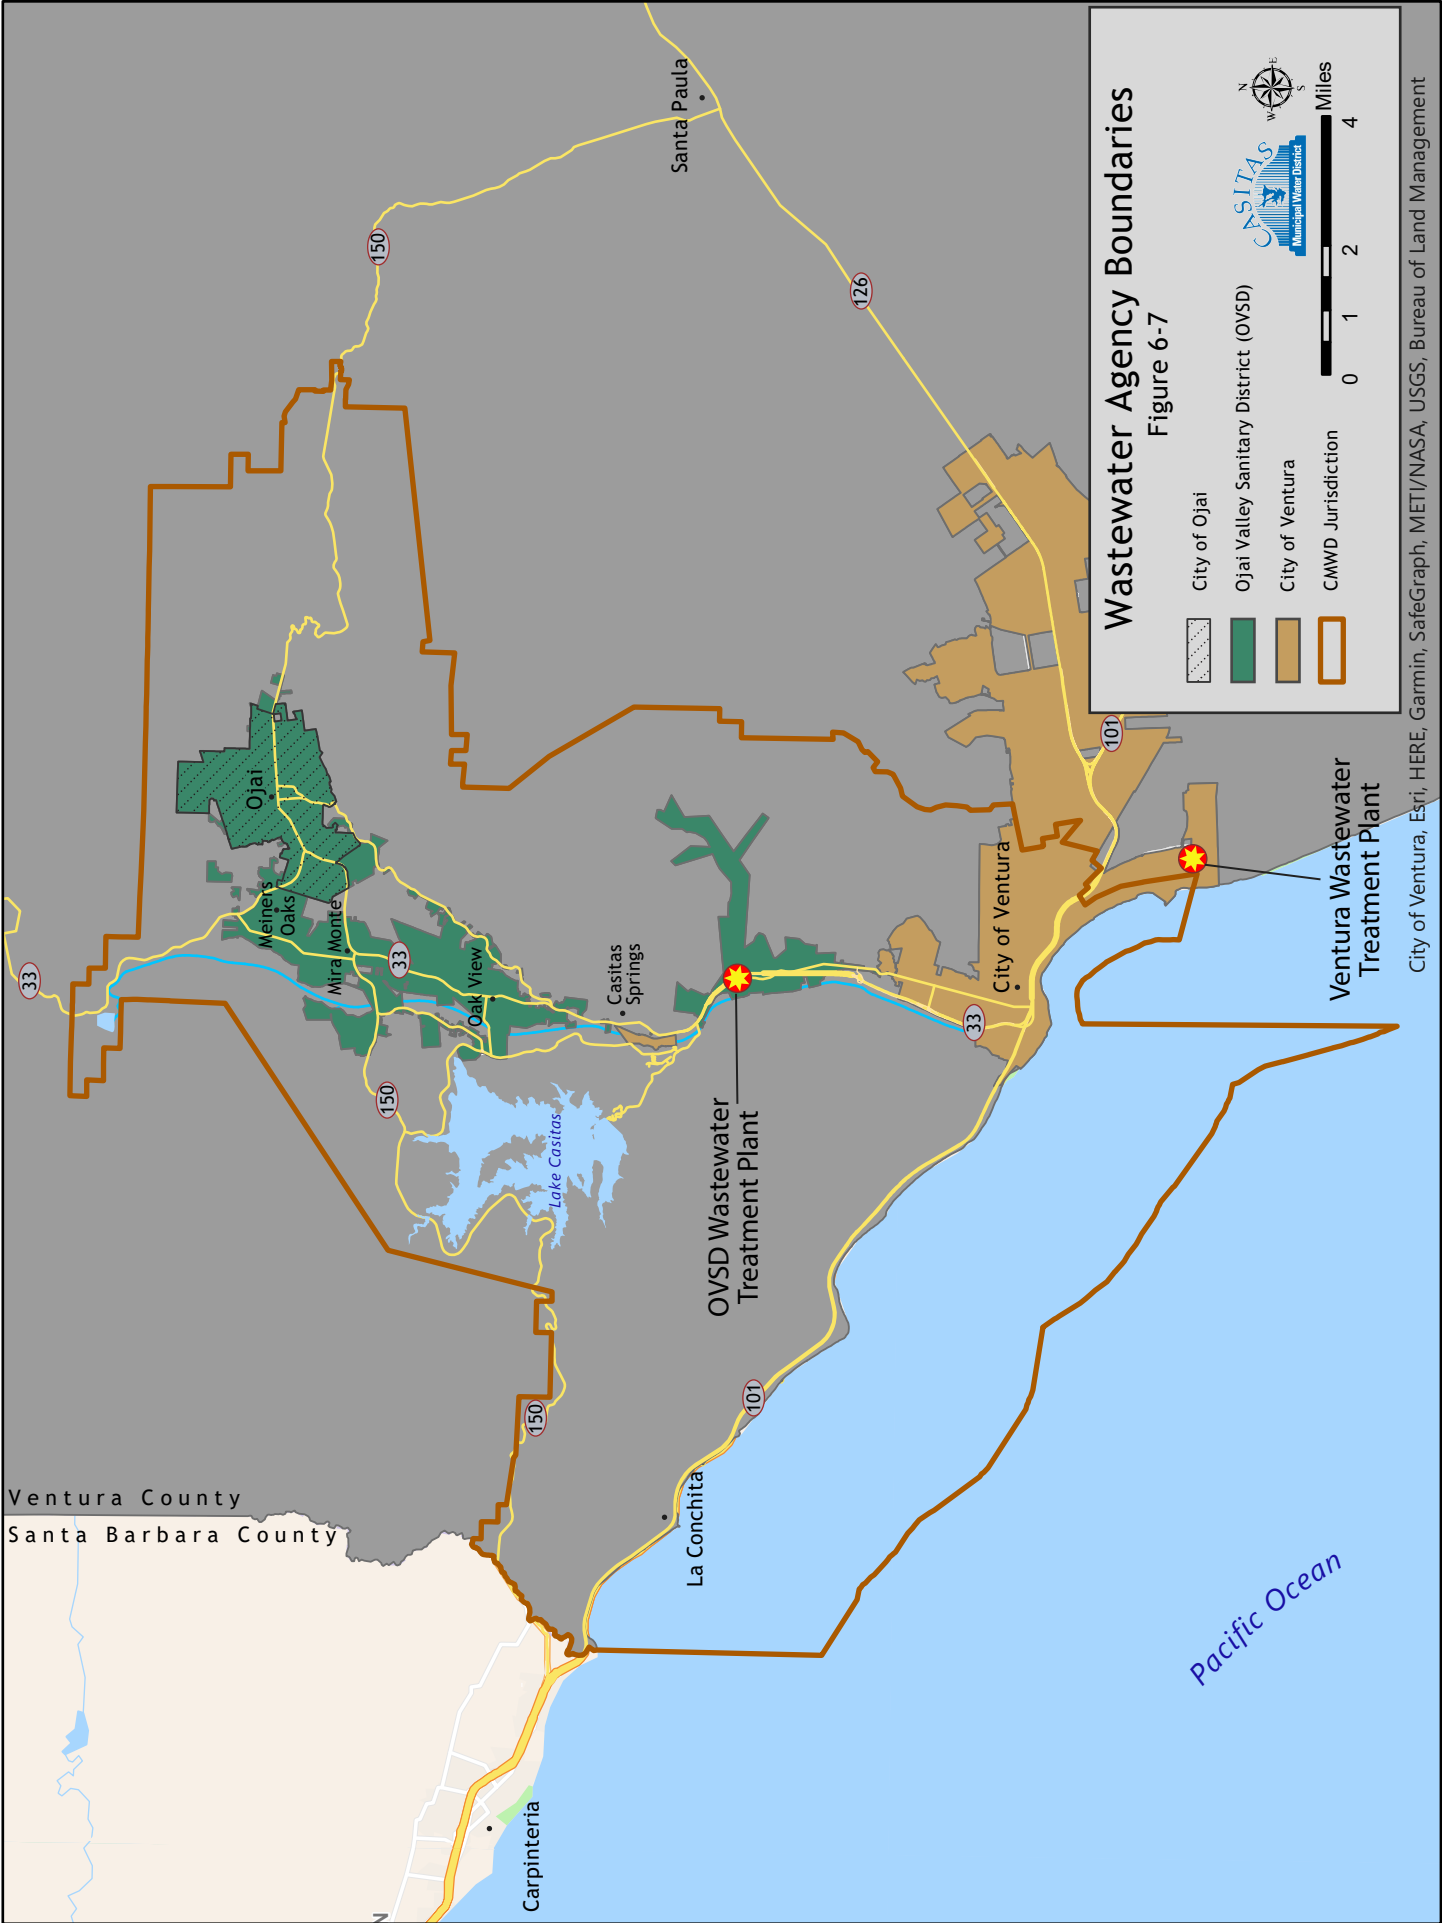 Ventura County
Santa Barbara County
33
150
Santa Paula
Ojai
Meiners
Oaks
Mira Monte
33
Oak View
150
Casitas
Springs
Lake Casitas
150
126
OVSD Wastewater
Treatment Plant
101
La Conchita
Carpinteria
33
City of Ventura
101
Ventura Wastewater
Treatment Plant
Pacific Ocean
Wastewater Agency Boundaries
Figure 6-7
City of Ojai
Ojai Valley Sanitary District (OVSD)
City of Ventura
CMWD Jurisdiction
CASITAS
Municipal Water District
N
W
E
S
0 1 2 4
Miles
City of Ventura, Esri, HERE, Garmin, SafeGraph, METI/NASA, USGS, Bureau of Land Management